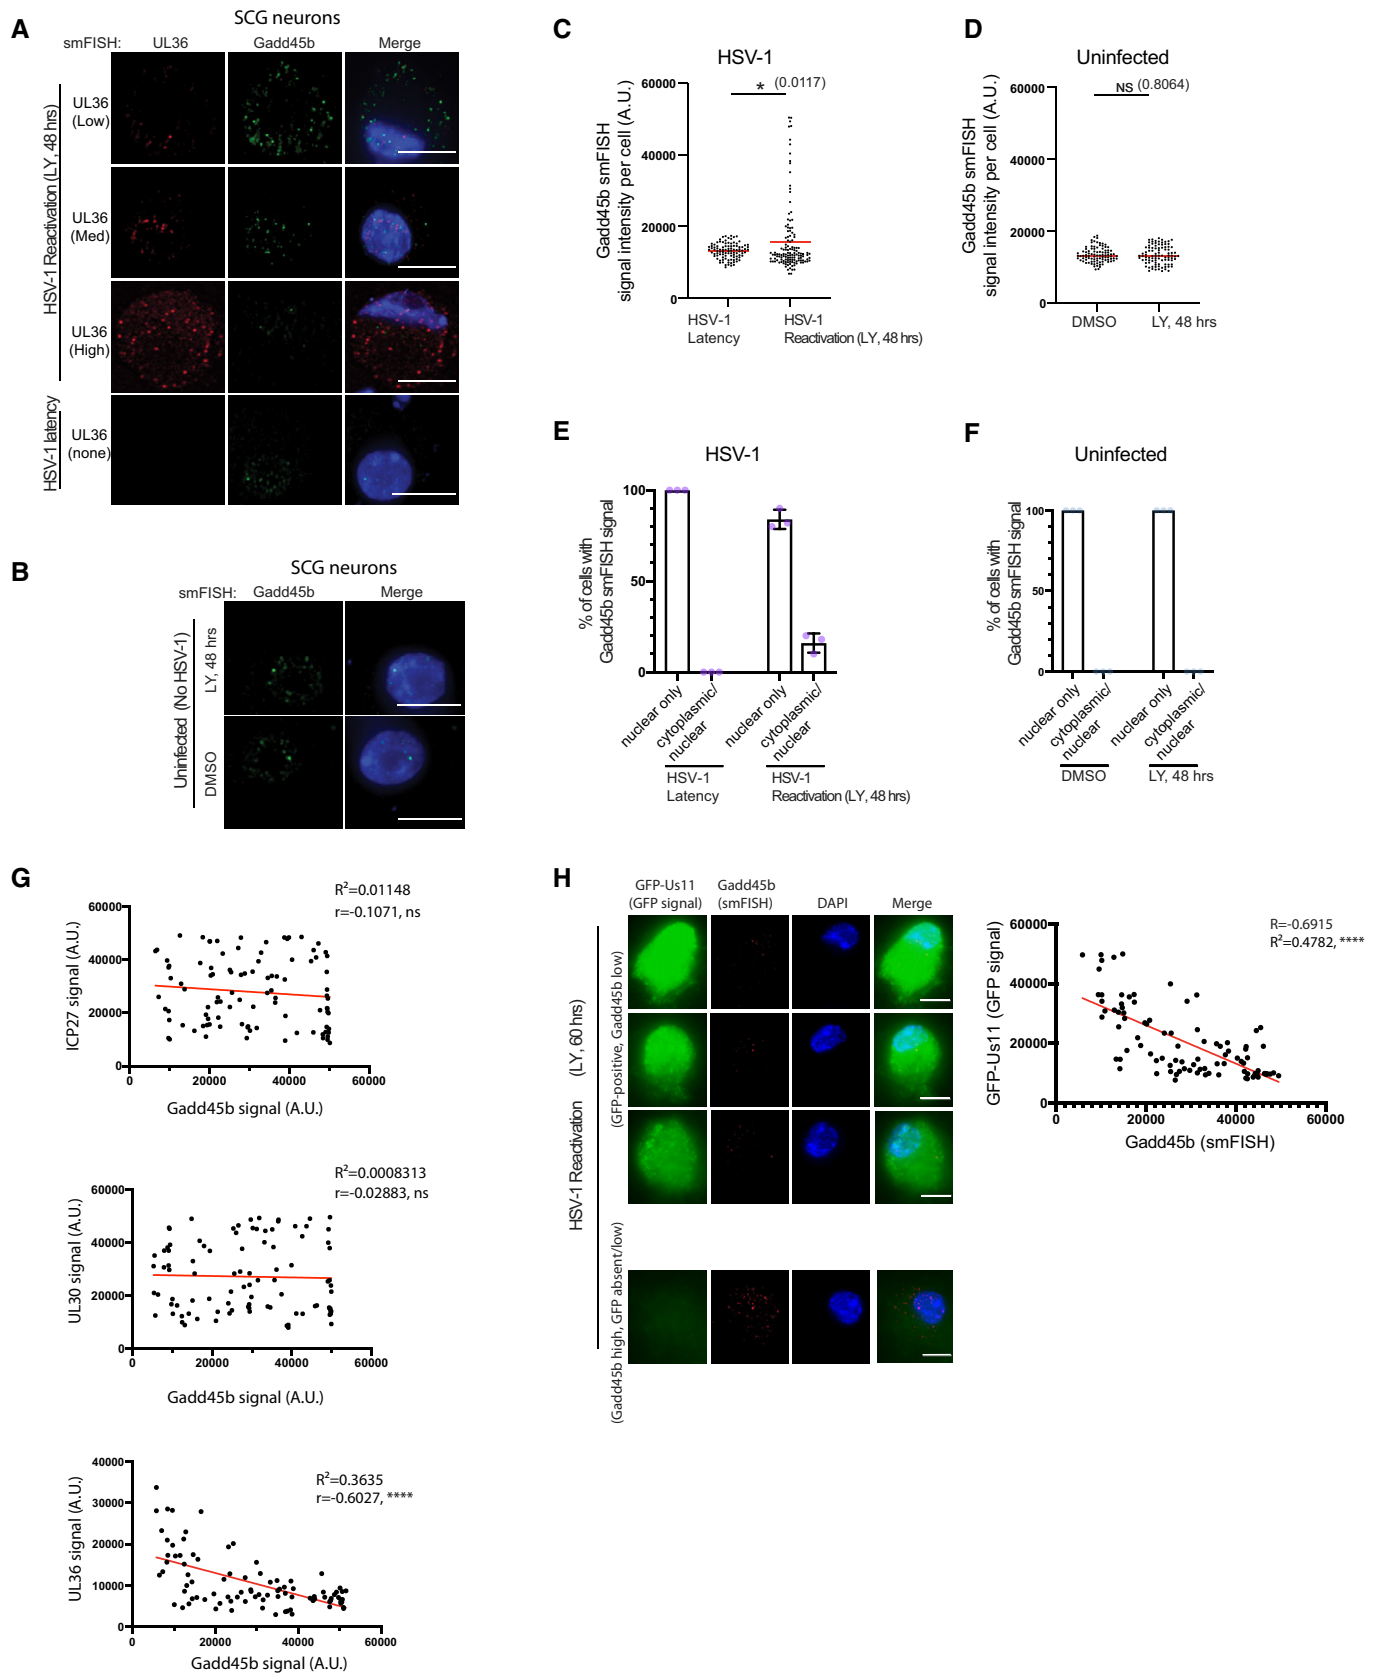 A
SCG neurons
smFISH: UL36 Gadd45b Merge
HSV-1 Reactivation (LY, 48 hrs)
UL36
(Low)
UL36
(Med)
UL36
(High)
HSV-1 latency
UL36
(none)
B
SCG neurons
smFISH: Gadd45b Merge
Uninfected (No HSV-1)
LY, 48 hrs
DMSO
C
HSV-1
Gadd45b smFISH
signal intensity per cell (A.U.)
60000
40000
20000
0
* (0.0117)
HSV-1
Latency
HSV-1
Reactivation (LY, 48 hrs)
D
Uninfected
Gadd45b smFISH
signal intensity per cell (A.U.)
60000
40000
20000
0
NS (0.8064)
DMSO LY, 48 hrs
E
HSV-1
% of cells with
Gadd45b smFISH signal
100
50
0
nuclear only
cytoplasmic/
nuclear
nuclear only
cytoplasmic/
nuclear
HSV-1
Latency
HSV-1
Reactivation (LY, 48 hrs)
F
Uninfected
% of cells with
Gadd45b smFISH signal
100
50
0
nuclear only
cytoplasmic/
nuclear
nuclear only
cytoplasmic/
nuclear
DMSO LY, 48 hrs
G
R²=0.01148
r=-0.1071, ns
ICP27 signal (A.U.)
60000
40000
20000
0
0 20000 40000 60000
Gadd45b signal (A.U.)
R²=0.0008313
r=-0.02883, ns
UL30 signal (A.U.)
60000
40000
20000
0
0 20000 40000 60000
Gadd45b signal (A.U.)
R²=0.3635
r=-0.6027, ****
UL36 signal (A.U.)
40000
30000
20000
10000
0
0 20000 40000 60000
Gadd45b signal (A.U.)
H
GFP-Us11
(GFP signal)
Gadd45b
(smFISH)
DAPI
Merge
HSV-1 Reactivation (LY, 60 hrs)
(GFP-positive, Gadd45b low)
(Gadd45b high, GFP absent/low)
R=-0.6915
R²=0.4782, ****
GFP-Us11 (GFP signal)
60000
40000
20000
0
0 20000 40000 60000
Gadd45b (smFISH)